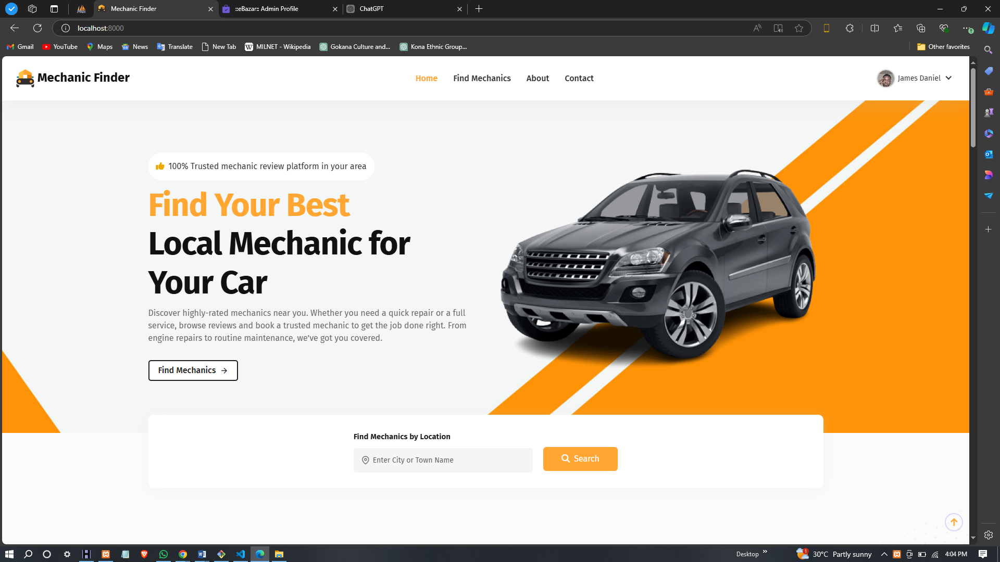 Mechanic Finder
::eBazar:: Admin Profile
ChatGPT
localhost:8000
Gmail
YouTube
Maps
News
Translate
New Tab
MILNET - Wikipedia
Gokana Culture and...
Kona Ethnic Group...
Other favorites
Mechanic Finder
Home
Find Mechanics
About
Contact
James Daniel
100% Trusted mechanic review platform in your area
Find Your Best
Local Mechanic for
Your Car
Discover highly-rated mechanics near you. Whether you need a quick repair or a full
service, browse reviews and book a trusted mechanic to get the job done right. From
engine repairs to routine maintenance, we’ve got you covered.
Find Mechanics
Find Mechanics by Location
Enter City or Town Name
Search
Desktop
1
30°C Partly sunny
4:04 PM